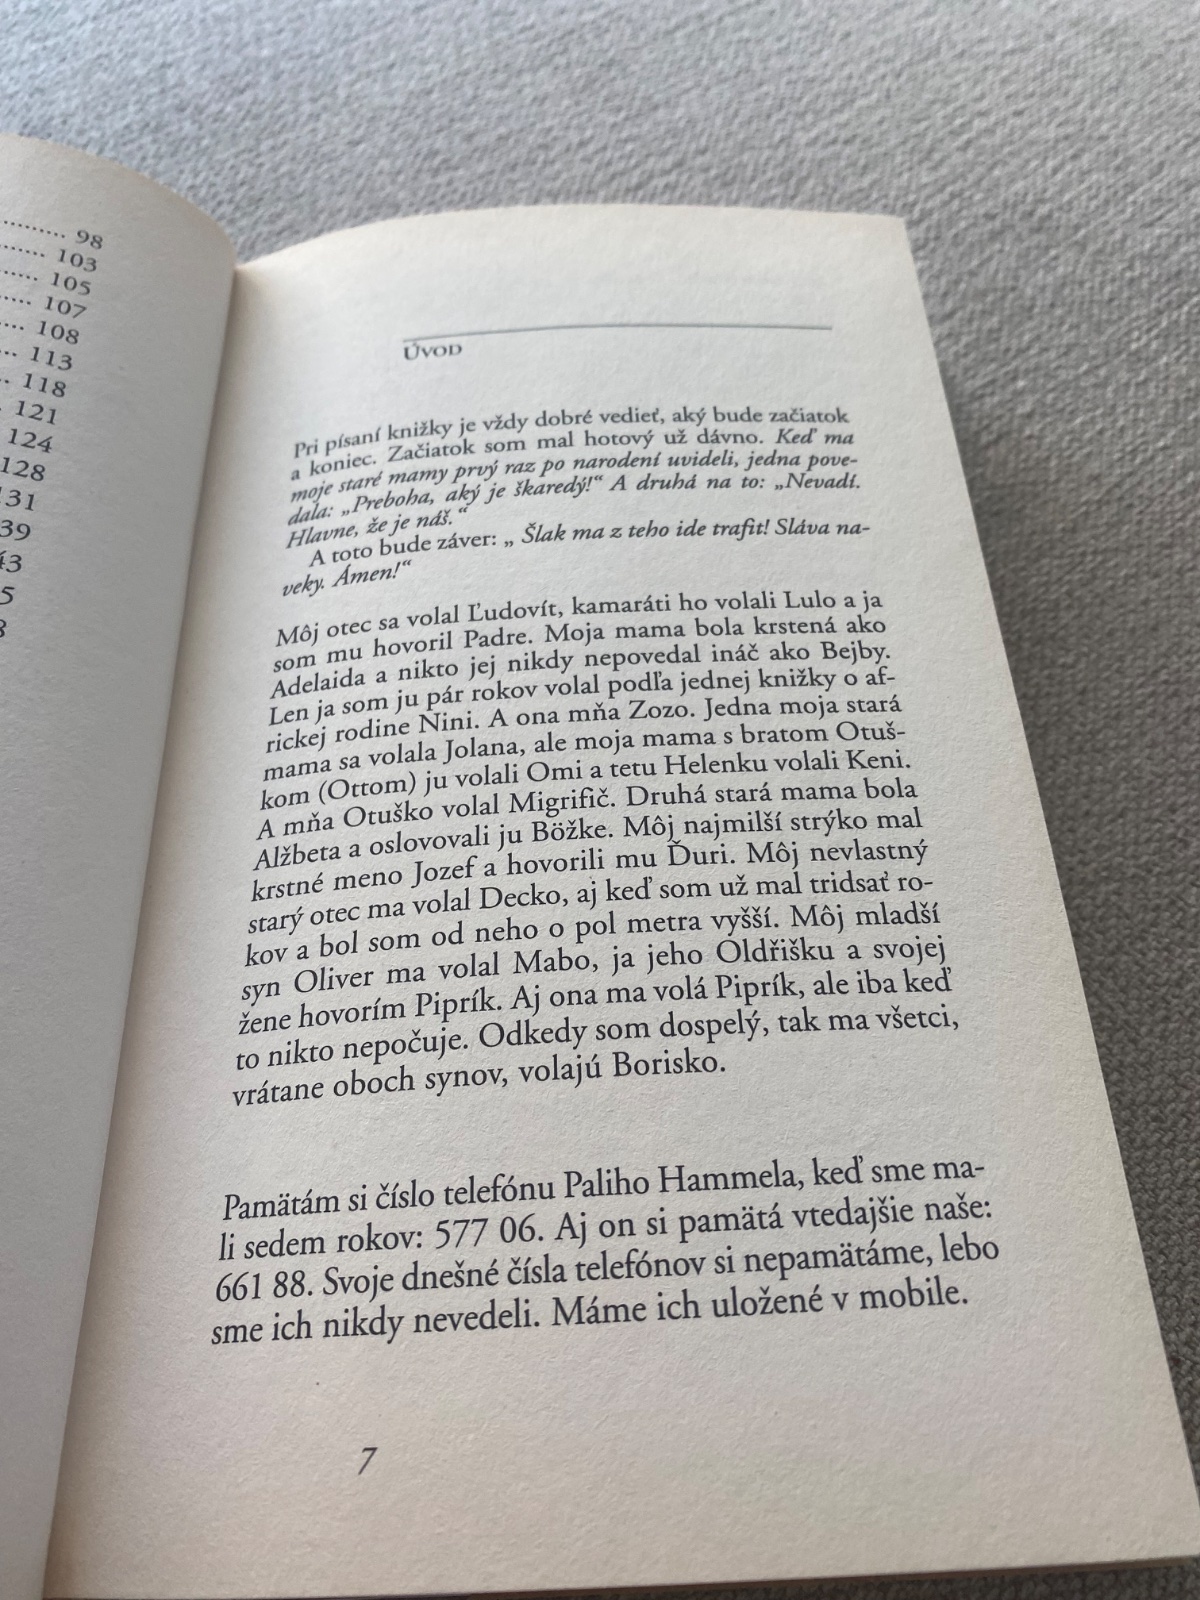 98
103
105
107
108
113
118
121
124
128
131
39
43
5
8
ÚVOD
Pri písaní knižky je vždy dobré vedieť, aký bude začiatok
a koniec. Začiatok som mal hotový už dávno. Keď ma
moje staré mamy prvý raz po narodení uvideli, jedna pove-
dala: „Preboha, aký je škaredý!“ A druhá na to: „Nevadí.
Hlavne, že je náš.“
A toto bude záver: „ Šlak ma z teho ide trafit! Sláva na-
veky. Ámen!“
Môj otec sa volal Ľudovít, kamaráti ho volali Lulo a ja
som mu hovoril Padre. Moja mama bola krstená ako
Adelaida a nikto jej nikdy nepovedal ináč ako Bejby.
Len ja som ju pár rokov volal podľa jednej knižky o af-
rickej rodine Nini. A ona mňa Zozo. Jedna moja stará
mama sa volala Jolana, ale moja mama s bratom Otuš-
kom (Ottom) ju volali Omi a tetu Helenku volali Keni.
A mňa Otuško volal Migrifič. Druhá stará mama bola
Alžbeta a oslovovali ju Böžke. Môj najmilší strýko mal
krstné meno Jozef a hovorili mu Ďuri. Môj nevlastný
starý otec ma volal Decko, aj keď som už mal tridsať ro-
kov a bol som od neho o pol metra vyšší. Môj mladší
syn Oliver ma volal Mabo, ja jeho Oldřišku a svojej
žene hovorím Piprík. Aj ona ma volá Piprík, ale iba keď
to nikto nepočuje. Odkedy som dospelý, tak ma všetci,
vrátane oboch synov, volajú Borisko.
Pamätám si číslo telefónu Paliho Hammela, keď sme ma-
li sedem rokov: 577 06. Aj on si pamätá vtedajšie naše:
661 88. Svoje dnešné čísla telefónov si nepamätáme, lebo
sme ich nikdy nevedeli. Máme ich uložené v mobile.
7